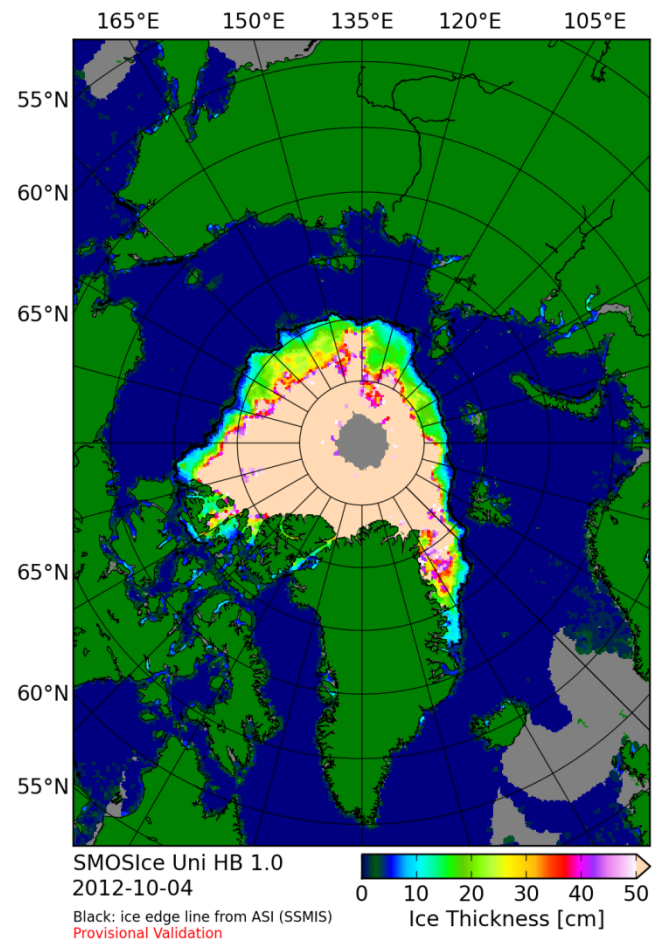 165°E 150°E 135°E 120°E 105°E
55°N
60°N
65°N
65°N
60°N
55°N
SMOSIce Uni HB 1.0
2012-10-04
Black: ice edge line from ASI (SSMIS)
Provisional Validation
0 10 20 30 40 50
Ice Thickness [cm]